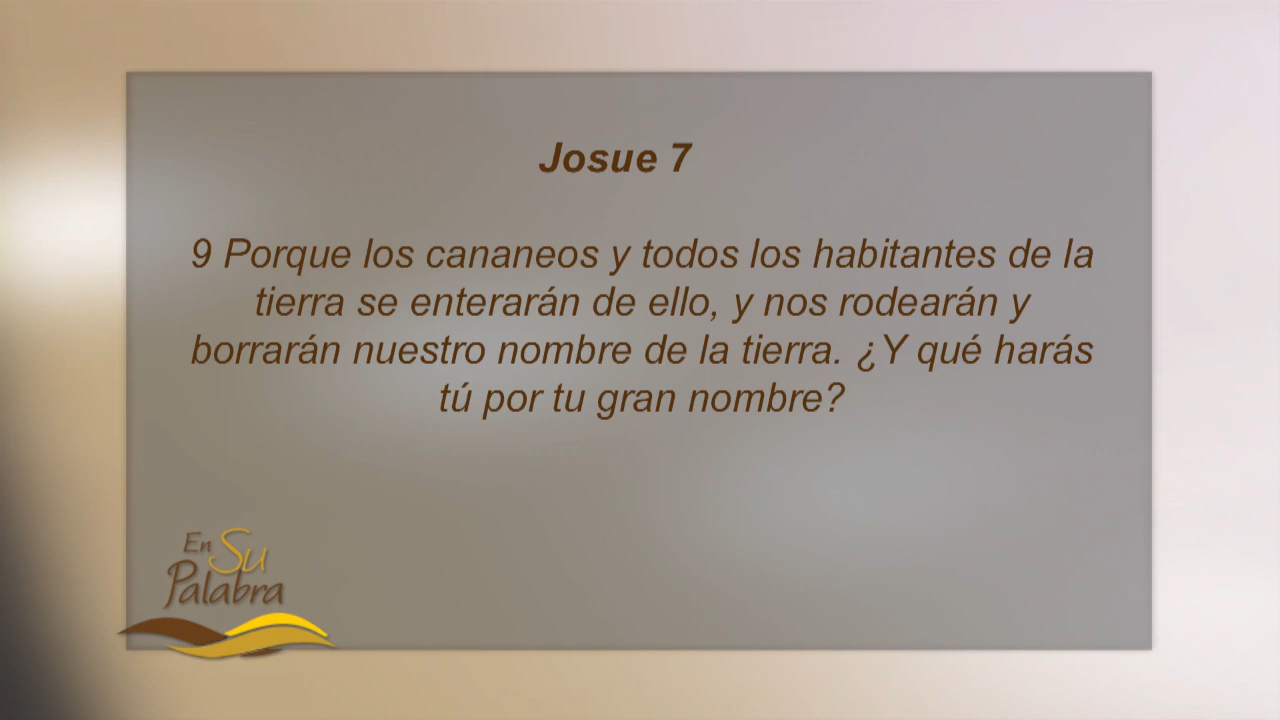 Josue 7
9 Porque los cananeos y todos los habitantes de la
tierra se enterarán de ello, y nos rodearán y
borrarán nuestro nombre de la tierra. ¿Y qué harás
tú por tu gran nombre?
En Su
Palabra